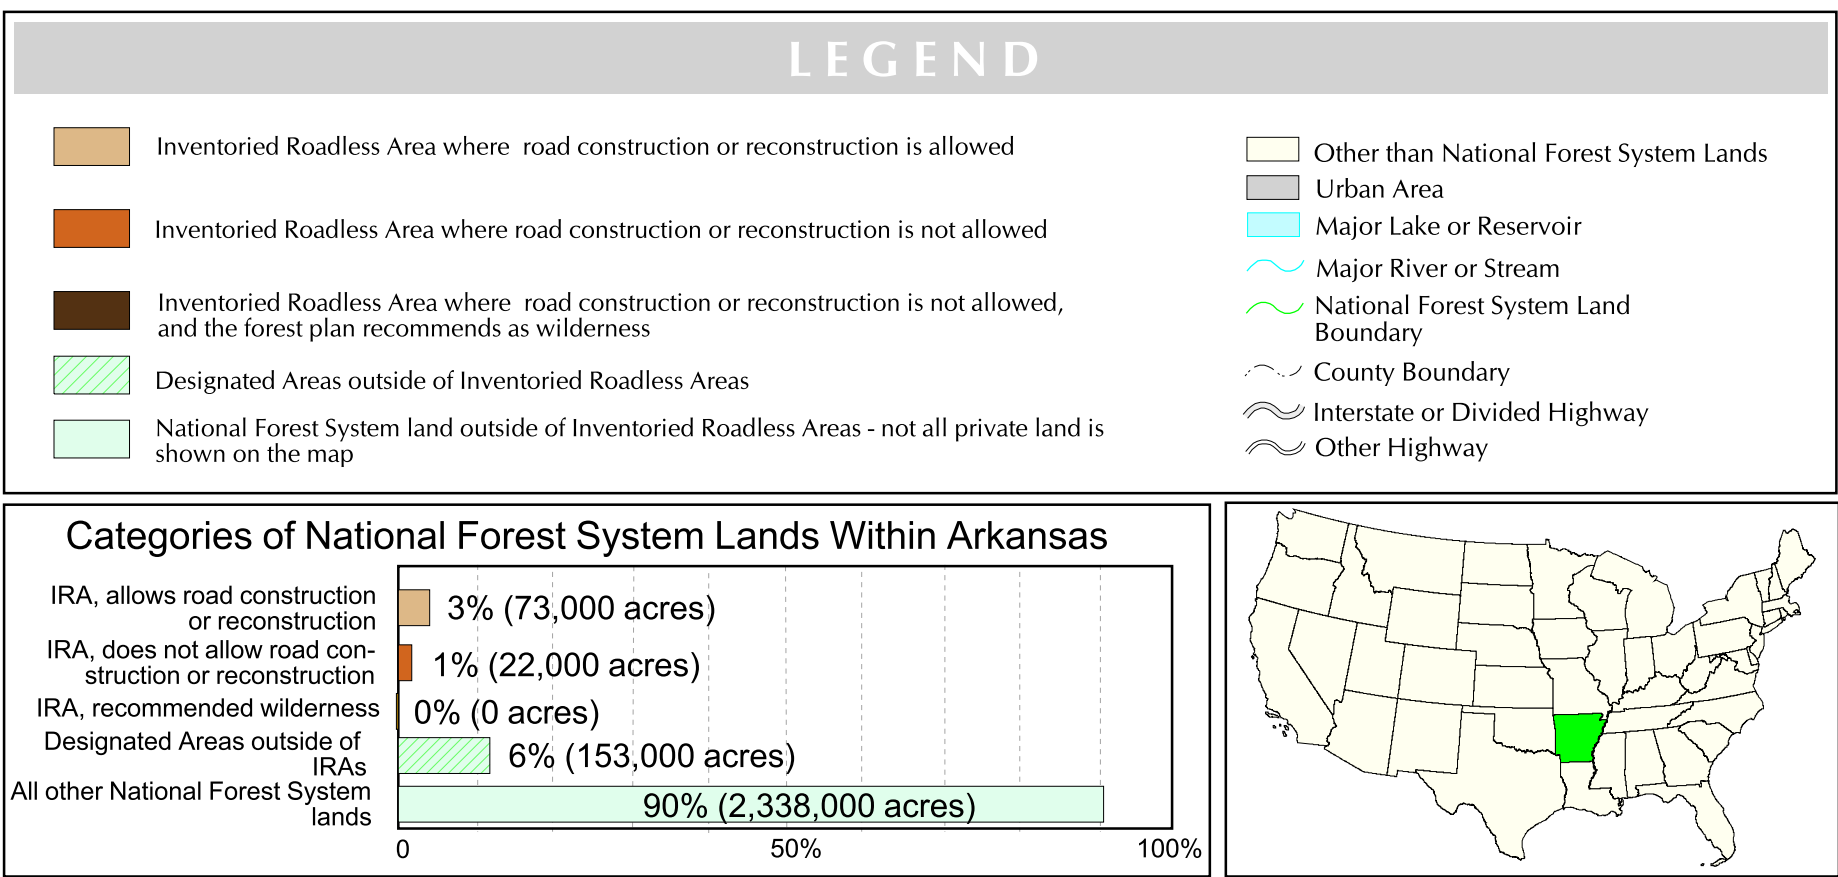 LEGEND
Inventoried Roadless Area where road construction or reconstruction is allowed
Inventoried Roadless Area where road construction or reconstruction is not allowed
Inventoried Roadless Area where road construction or reconstruction is not allowed,
and the forest plan recommends as wilderness
Designated Areas outside of Inventoried Roadless Areas
National Forest System land outside of Inventoried Roadless Areas - not all private land is
shown on the map
Other than National Forest System Lands
Urban Area
Major Lake or Reservoir
Major River or Stream
National Forest System Land
Boundary
County Boundary
Interstate or Divided Highway
Other Highway
Categories of National Forest System Lands Within Arkansas
IRA, allows road construction
or reconstruction
3% (73,000 acres)
IRA, does not allow road con-
struction or reconstruction
1% (22,000 acres)
IRA, recommended wilderness
0% (0 acres)
Designated Areas outside of
IRAs
6% (153,000 acres)
All other National Forest System
lands
90% (2,338,000 acres)
0 50% 100%